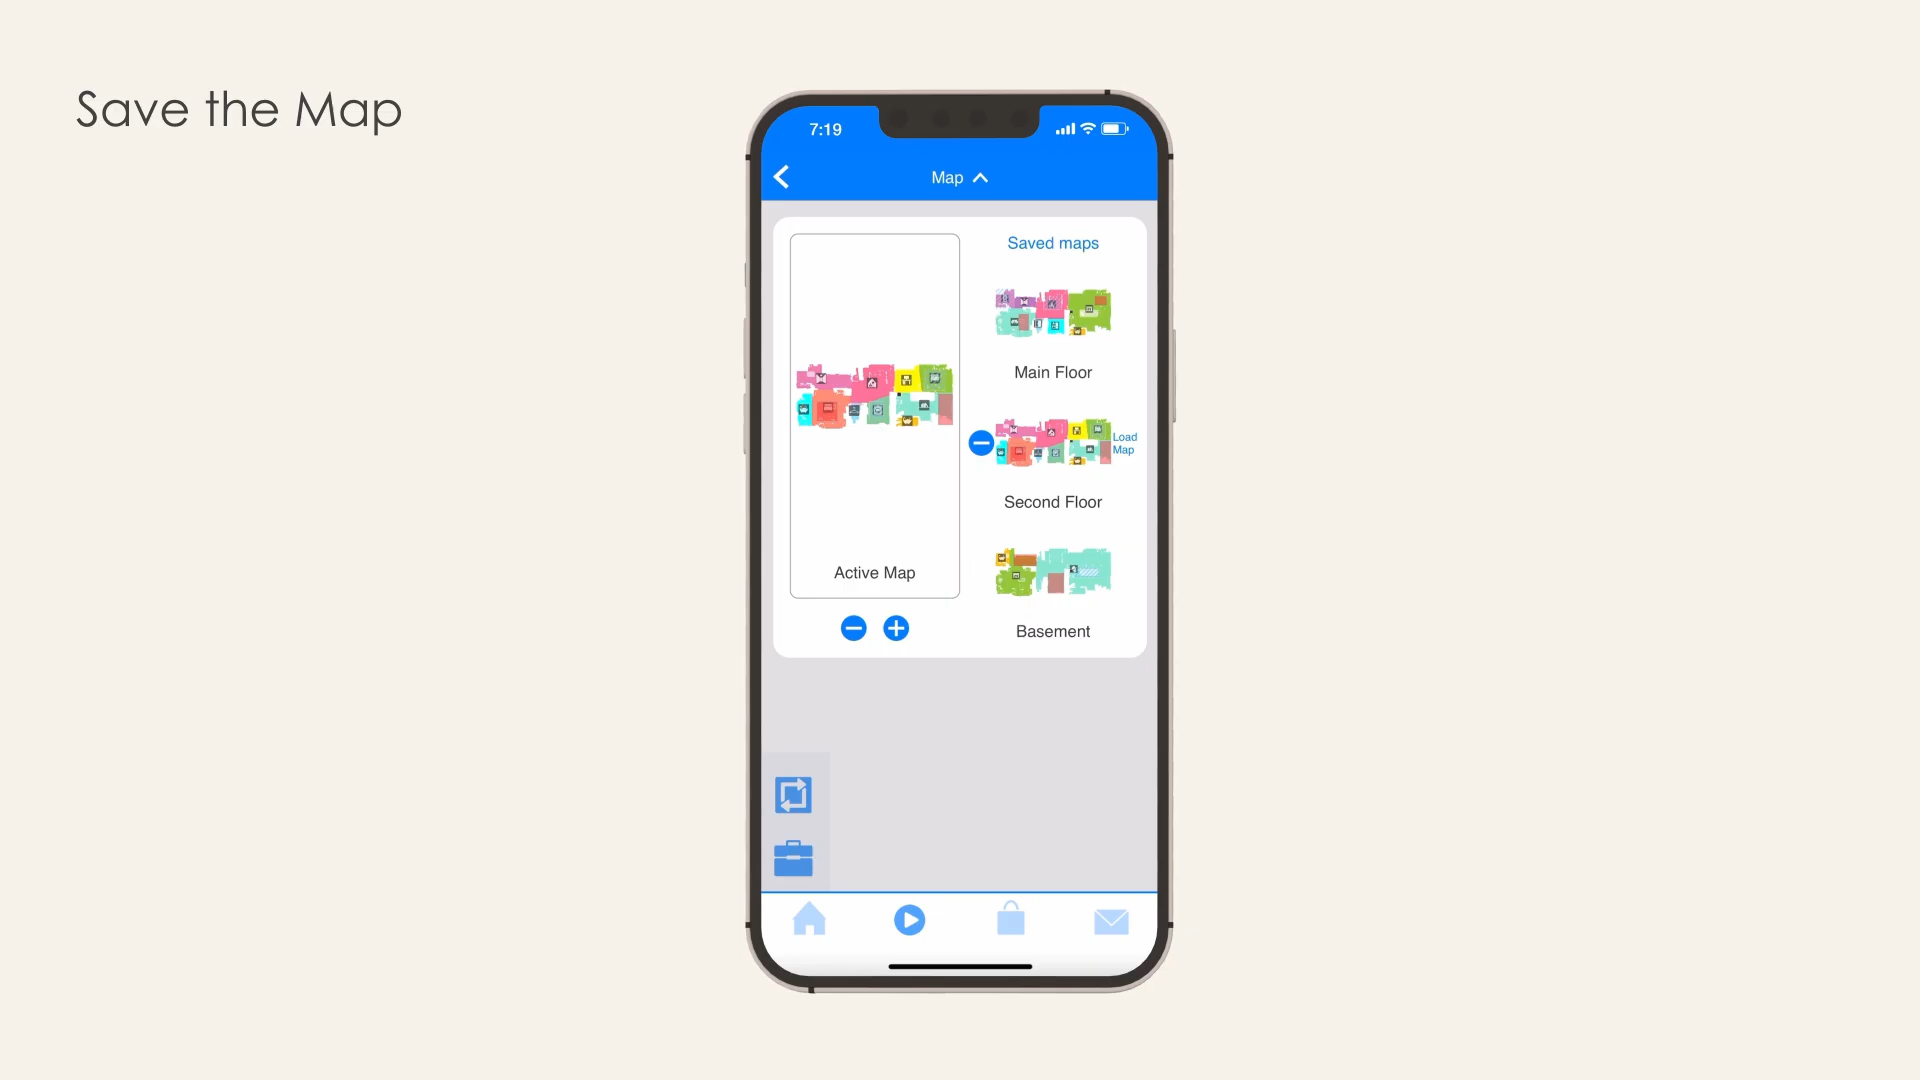 Save the Map
7:19
Map
Saved maps
Main Floor
Load
Map
Second Floor
Active Map
Basement